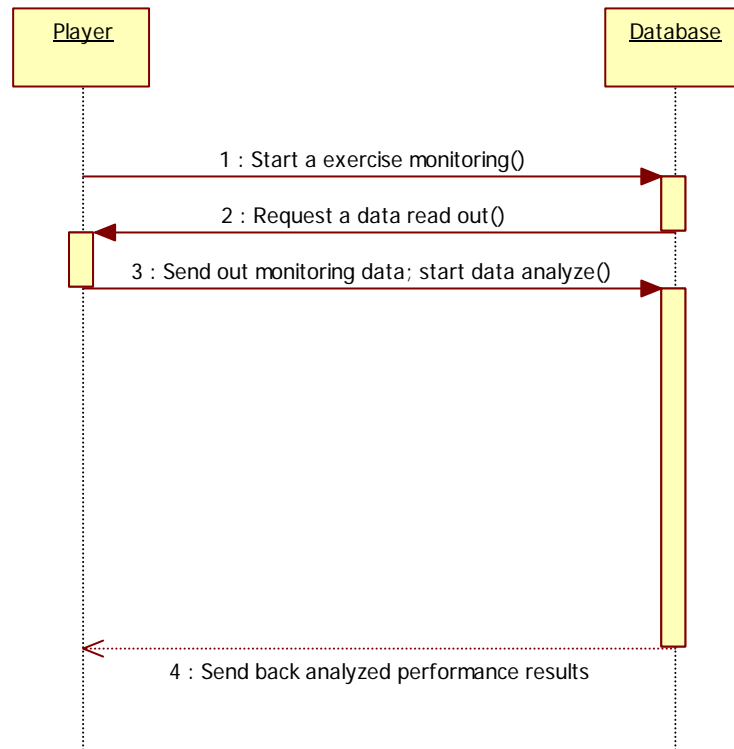 Player
Database
1 : Start a exercise monitoring()
2 : Request a data read out()
3 : Send out monitoring data; start data analyze()
4 : Send back analyzed performance results